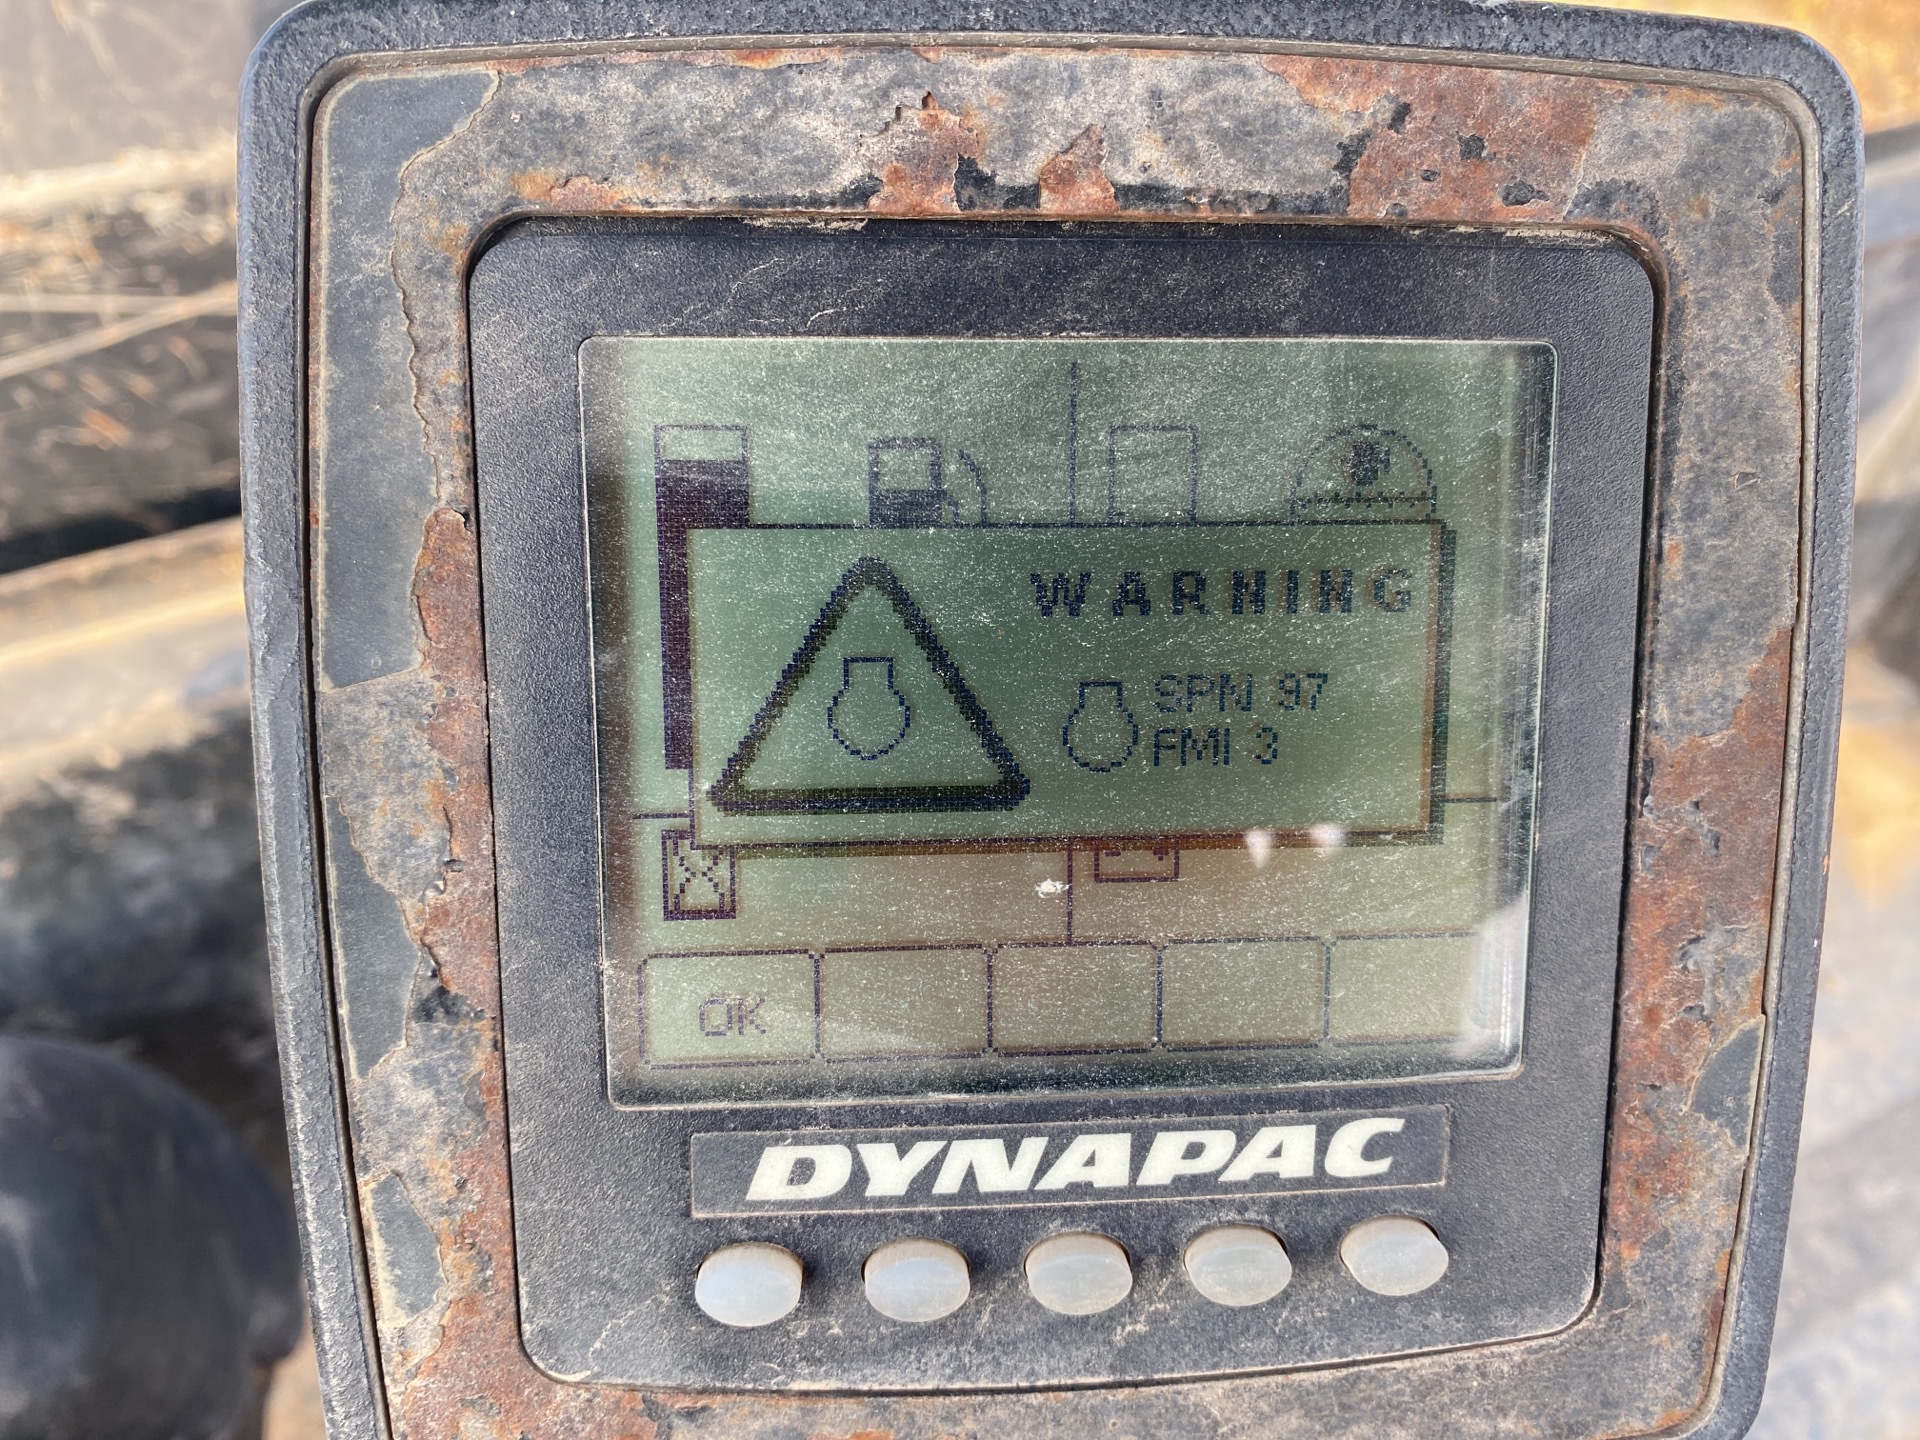 WARNING
SPN 97
FMI 3
OK
DYNAPAC